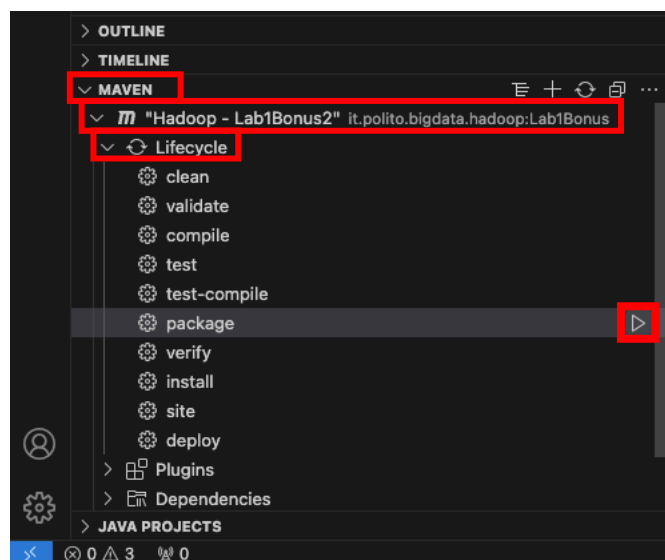 OUTLINE
TIMELINE
MAVEN
"Hadoop - Lab1Bonus2" it.polito.bigdata.hadoop:Lab1Bonus
Lifecycle
clean
validate
compile
test
test-compile
package
verify
install
site
deploy
Plugins
Dependencies
JAVA PROJECTS
0 3 0